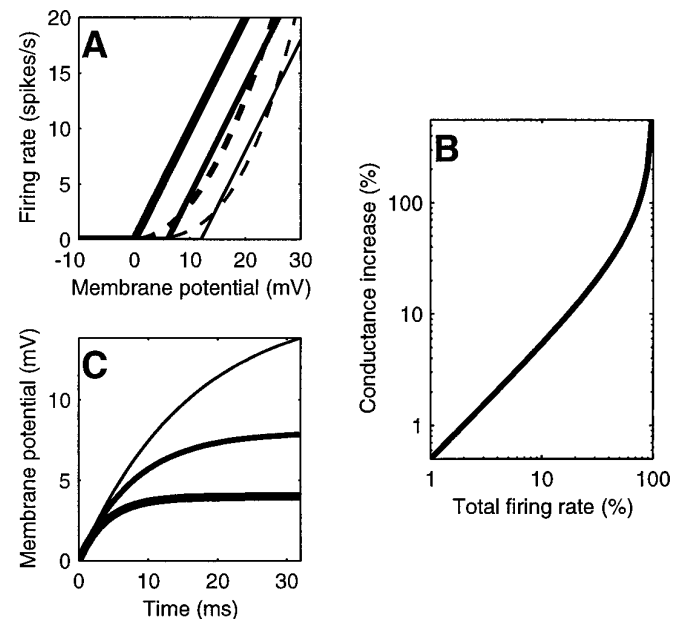 A
20
15
10
5
0
-10
0
10
20
30
Firing rate (spikes/s)
Membrane potential (mV)
B
100
10
1
1
10
100
Conductance increase (%)
Total firing rate (%)
C
10
5
0
0
10
20
30
Membrane potential (mV)
Time (ms)